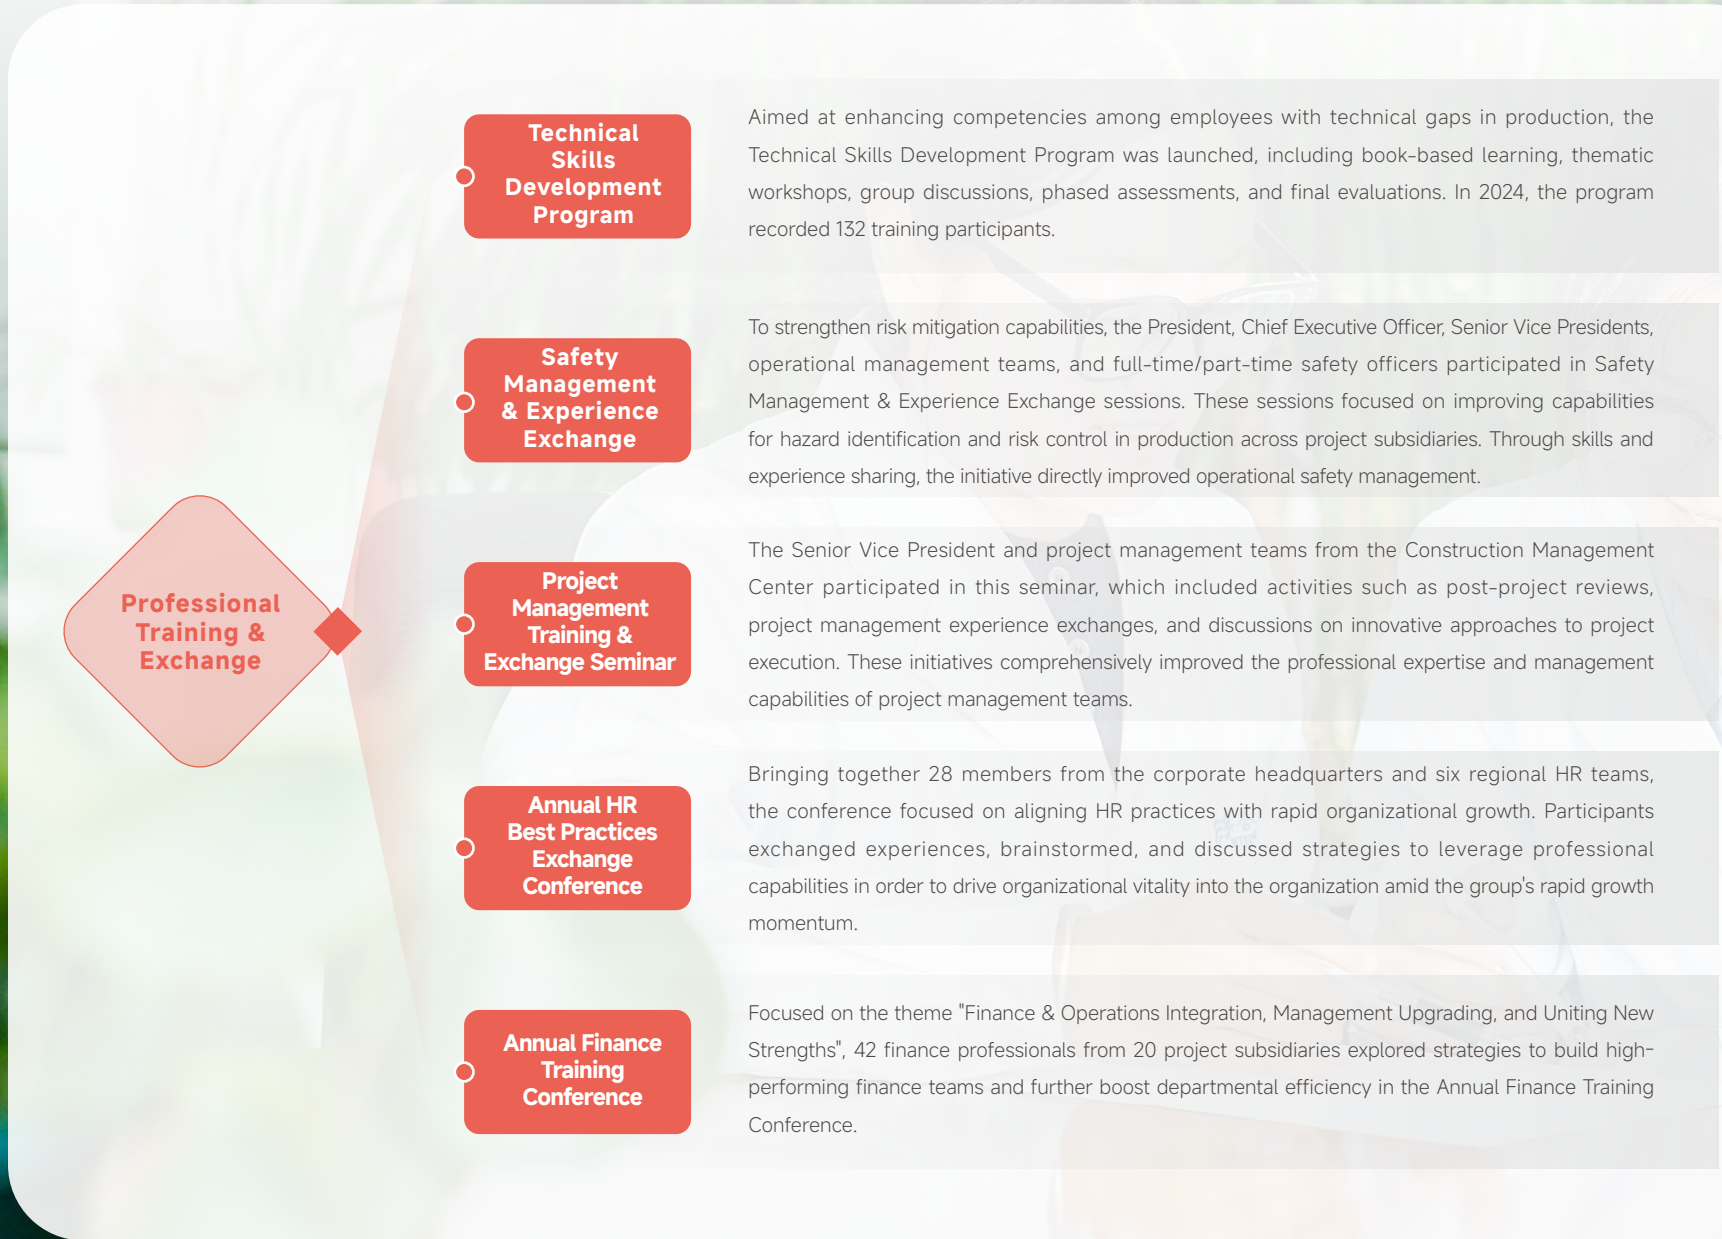 Professional
Training &
Exchange
Technical
Skills
Development
Program
Aimed at enhancing competencies among employees with technical gaps in production, the
Technical Skills Development Program was launched, including book-based learning, thematic
workshops, group discussions, phased assessments, and final evaluations. In 2024, the program
recorded 132 training participants.
Safety
Management
& Experience
Exchange
To strengthen risk mitigation capabilities, the President, Chief Executive Officer, Senior Vice Presidents,
operational management teams, and full-time/part-time safety officers participated in Safety
Management & Experience Exchange sessions. These sessions focused on improving capabilities
for hazard identification and risk control in production across project subsidiaries. Through skills and
experience sharing, the initiative directly improved operational safety management.
Project
Management
Training &
Exchange Seminar
The Senior Vice President and project management teams from the Construction Management
Center participated in this seminar, which included activities such as post-project reviews,
project management experience exchanges, and discussions on innovative approaches to project
execution. These initiatives comprehensively improved the professional expertise and management
capabilities of project management teams.
Annual HR
Best Practices
Exchange
Conference
Bringing together 28 members from the corporate headquarters and six regional HR teams,
the conference focused on aligning HR practices with rapid organizational growth. Participants
exchanged experiences, brainstormed, and discussed strategies to leverage professional
capabilities in order to drive organizational vitality into the organization amid the group's rapid growth
momentum.
Annual Finance
Training
Conference
Focused on the theme "Finance & Operations Integration, Management Upgrading, and Uniting New
Strengths", 42 finance professionals from 20 project subsidiaries explored strategies to build high-
performing finance teams and further boost departmental efficiency in the Annual Finance Training
Conference.